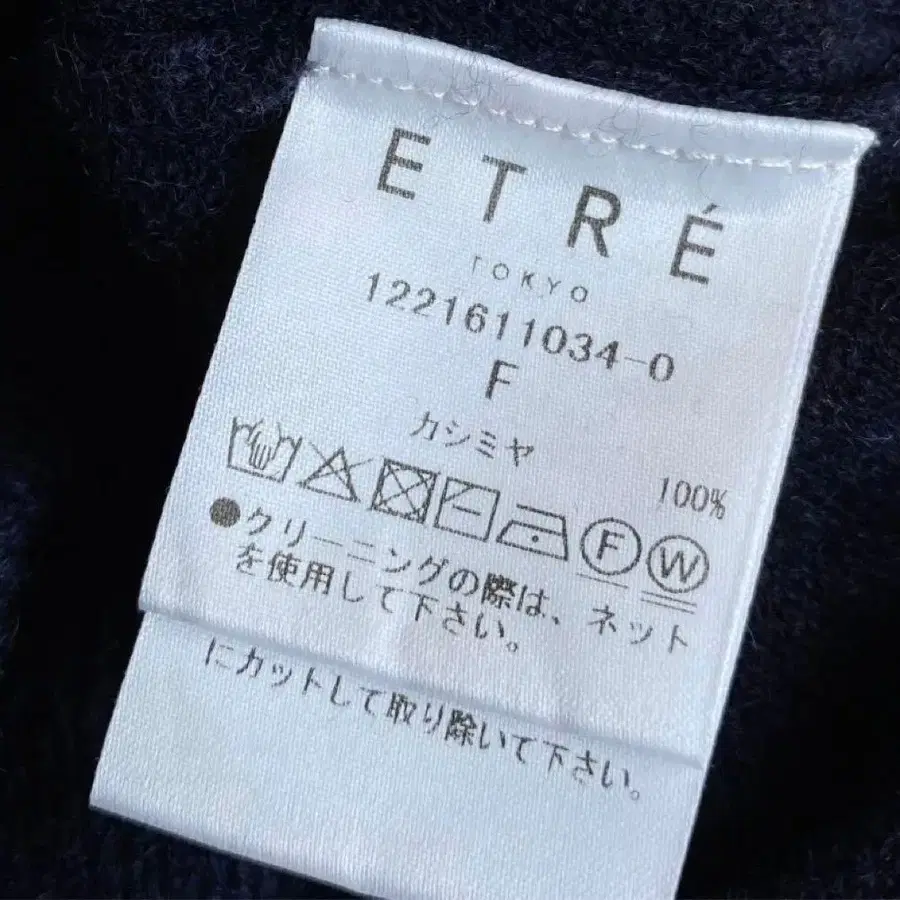 ETRÉ
TOKYO
1221611034-0
F
カシミヤ 100%
F W
●クリーニングの際は、ネット
を使用して下さい。
にカットして取り除いて下さい。